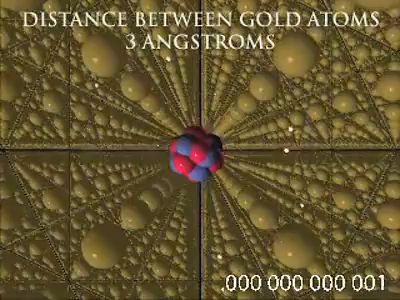 DISTANCE BETWEEN GOLD ATOMS
3 ANGSTROMS
.000 000 000 001